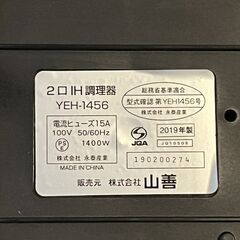 2口IH調理器
YEH-1456
電流ヒューズ15A
100V 50/60Hz
1400W
PSE
株式会社 永泰産業
MADE IN CHINA
総務省基準適合
型式確認 第YEH1456号
株式会社 永泰産業
JQA
2019年製
JQ10508
190200274
販売元 株式会社 山善